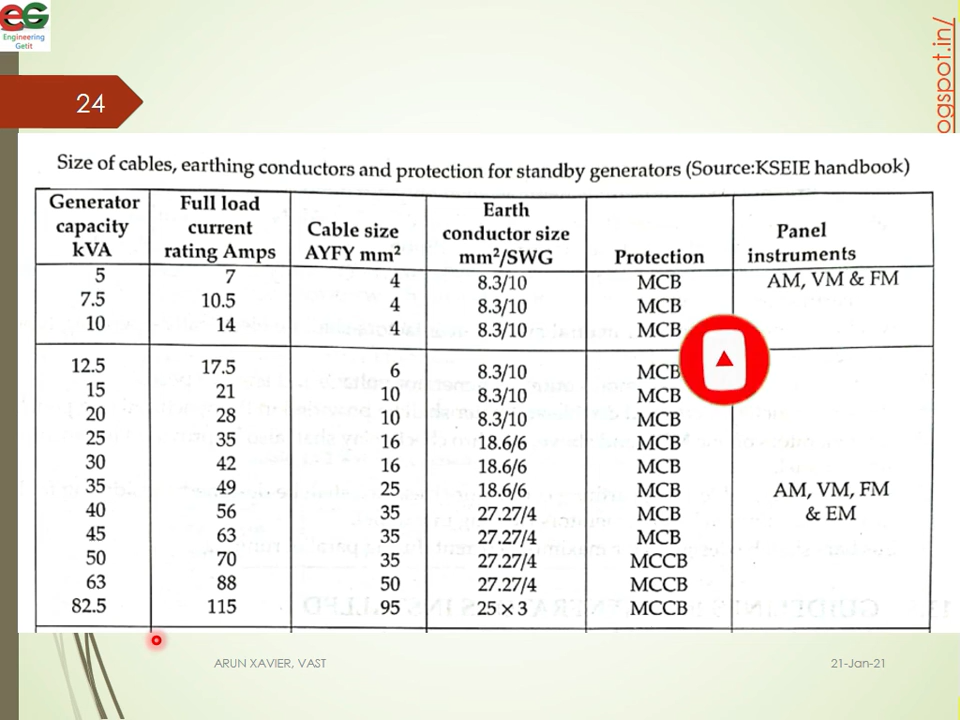 EG
Engineering
Getit
ogspot.in/
24
Size of cables, earthing conductors and protection for standby generators (Source:KSEIE handbook)
Generator capacity kVA Full load current rating Amps Cable size AYFY mm² Earth conductor size mm²/SWG Protection Panel instruments
5 7 4 8.3/10 MCB AM, VM & FM
7.5 10.5 4 8.3/10 MCB
10 14 4 8.3/10 MCB
12.5 17.5 6 8.3/10 MCB
15 21 10 8.3/10 MCB
20 28 10 8.3/10 MCB
25 35 16 18.6/6 MCB
30 42 16 18.6/6 MCB
35 49 25 18.6/6 MCB AM, VM, FM
40 56 35 27.27/4 MCB & EM
45 63 35 27.27/4 MCB
50 70 35 27.27/4 MCCB
63 88 50 27.27/4 MCCB
82.5 115 95 25 × 3 MCCB
ARUN XAVIER, VAST
21-Jan-21